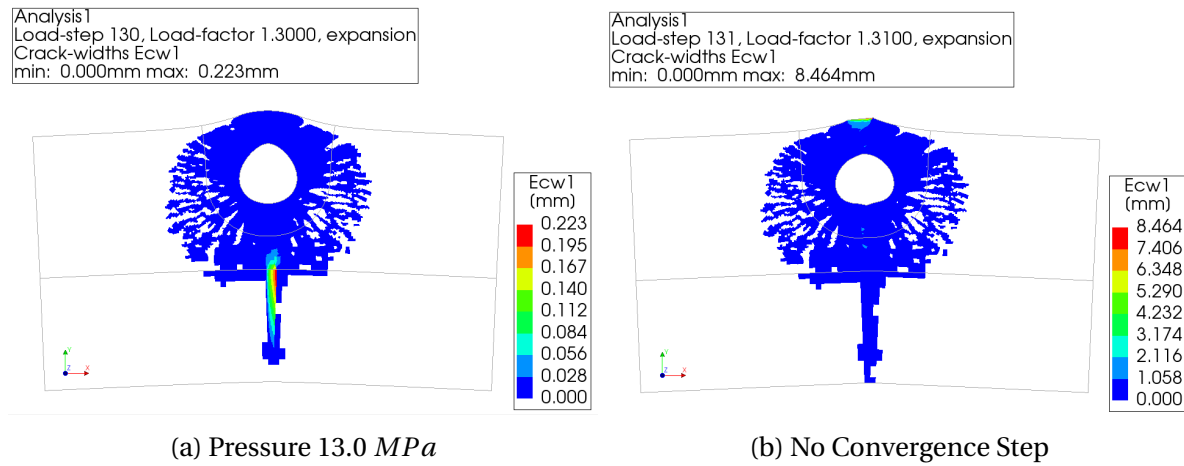 Analysis1
Load-step 130, Load-factor 1.3000, expansion
Crack-widths Ecw1
min: 0.000mm max: 0.223mm
Ecw1
(mm)
0.223
0.195
0.167
0.140
0.112
0.084
0.056
0.028
0.000
Y
Z
X
(a) Pressure 13.0 MPa
Analysis1
Load-step 131, Load-factor 1.3100, expansion
Crack-widths Ecw1
min: 0.000mm max: 8.464mm
Ecw1
(mm)
8.464
7.406
6.348
5.290
4.232
3.174
2.116
1.058
0.000
Y
Z
X
(b) No Convergence Step